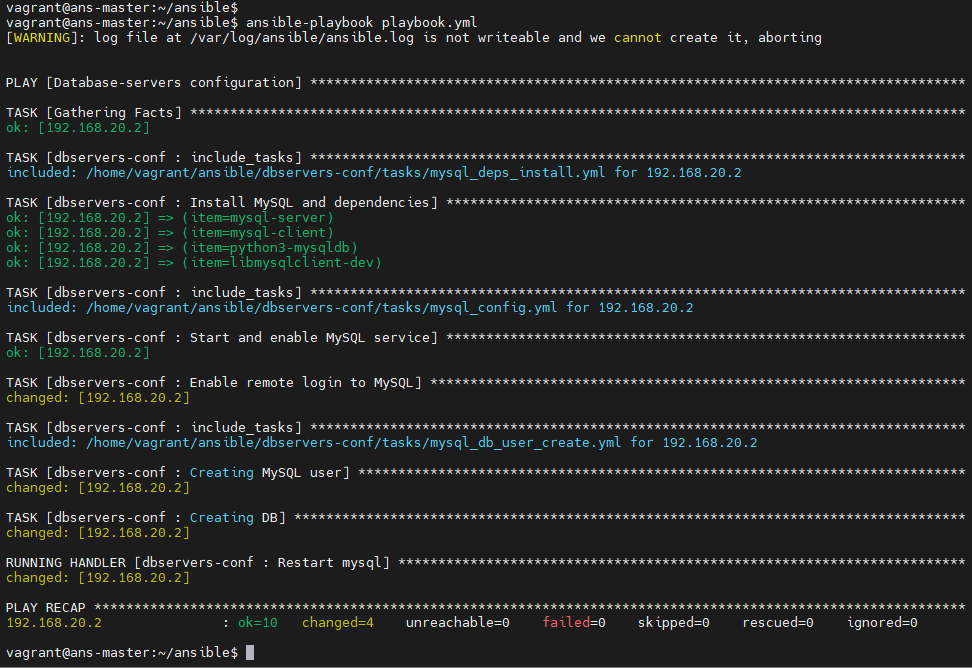 vagrant@ans-master:~/ansible$
vagrant@ans-master:~/ansible$ ansible-playbook playbook.yml
[WARNING]: log file at /var/log/ansible/ansible.log is not writeable and we cannot create it, aborting
PLAY [Database-servers configuration] **********************************************************************************
TASK [Gathering Facts] *************************************************************************************************
ok: [192.168.20.2]
TASK [dbservers-conf : include_tasks] **********************************************************************************
included: /home/vagrant/ansible/dbservers-conf/tasks/mysql_deps_install.yml for 192.168.20.2
TASK [dbservers-conf : Install MySQL and dependencies] *****************************************************************
ok: [192.168.20.2] => (item=mysql-server)
ok: [192.168.20.2] => (item=mysql-client)
ok: [192.168.20.2] => (item=python3-mysqldb)
ok: [192.168.20.2] => (item=libmysqlclient-dev)
TASK [dbservers-conf : include_tasks] **********************************************************************************
included: /home/vagrant/ansible/dbservers-conf/tasks/mysql_config.yml for 192.168.20.2
TASK [dbservers-conf : Start and enable MySQL service] *****************************************************************
ok: [192.168.20.2]
TASK [dbservers-conf : Enable remote login to MySQL] *******************************************************************
changed: [192.168.20.2]
TASK [dbservers-conf : include_tasks] **********************************************************************************
included: /home/vagrant/ansible/dbservers-conf/tasks/mysql_db_user_create.yml for 192.168.20.2
TASK [dbservers-conf : Creating MySQL user] ****************************************************************************
changed: [192.168.20.2]
TASK [dbservers-conf : Creating DB] ************************************************************************************
changed: [192.168.20.2]
RUNNING HANDLER [dbservers-conf : Restart mysql] ***********************************************************************
changed: [192.168.20.2]
PLAY RECAP *************************************************************************************************************
192.168.20.2               : ok=10   changed=4    unreachable=0    failed=0    skipped=0    rescued=0    ignored=0
vagrant@ans-master:~/ansible$